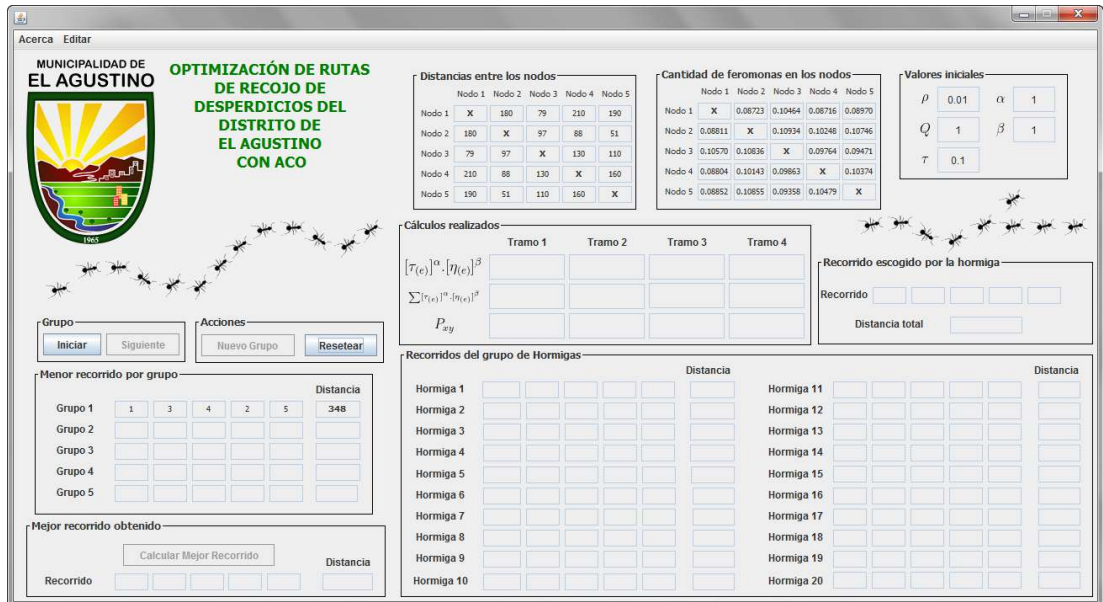 Acerca Editar
MUNICIPALIDAD DE
EL AGUSTINO
1965
OPTIMIZACIÓN DE RUTAS
DE RECOJO DE
DESPERDICIOS DEL
DISTRITO DE
EL AGUSTINO
CON ACO
Distancias entre los nodos
Nodo 1 Nodo 2 Nodo 3 Nodo 4 Nodo 5
Nodo 1 X 180 79 210 190
Nodo 2 180 X 97 88 51
Nodo 3 79 97 X 130 110
Nodo 4 210 88 130 X 160
Nodo 5 190 51 110 160 X
Cantidad de feromonas en los nodos
Nodo 1 Nodo 2 Nodo 3 Nodo 4 Nodo 5
Nodo 1 X 0.08723 0.10464 0.08716 0.08970
Nodo 2 0.08811 X 0.10934 0.10248 0.10746
Nodo 3 0.10570 0.10836 X 0.09764 0.09471
Nodo 4 0.08804 0.10143 0.09863 X 0.10374
Nodo 5 0.08852 0.10855 0.09358 0.10479 X
Valores iniciales
ρ 0.01 α 1
Q 1 β 1
τ 0.1
Cálculos realizados
Tramo 1 Tramo 2 Tramo 3 Tramo 4
[τ(e)]^α.[η(e)]^β
∑[τ(e)]^α.[η(e)]^β
Pxy
Recorrido escogido por la hormiga
Recorrido
Distancia total
Grupo
Iniciar Siguiente
Acciones
Nuevo Grupo Resetear
Menor recorrido por grupo
Distancia
Grupo 1 1 3 4 2 5 348
Grupo 2
Grupo 3
Grupo 4
Grupo 5
Mejor recorrido obtenido
Calcular Mejor Recorrido
Distancia
Recorrido
Recorridos del grupo de Hormigas
Distancia
Hormiga 1
Hormiga 2
Hormiga 3
Hormiga 4
Hormiga 5
Hormiga 6
Hormiga 7
Hormiga 8
Hormiga 9
Hormiga 10
Distancia
Hormiga 11
Hormiga 12
Hormiga 13
Hormiga 14
Hormiga 15
Hormiga 16
Hormiga 17
Hormiga 18
Hormiga 19
Hormiga 20